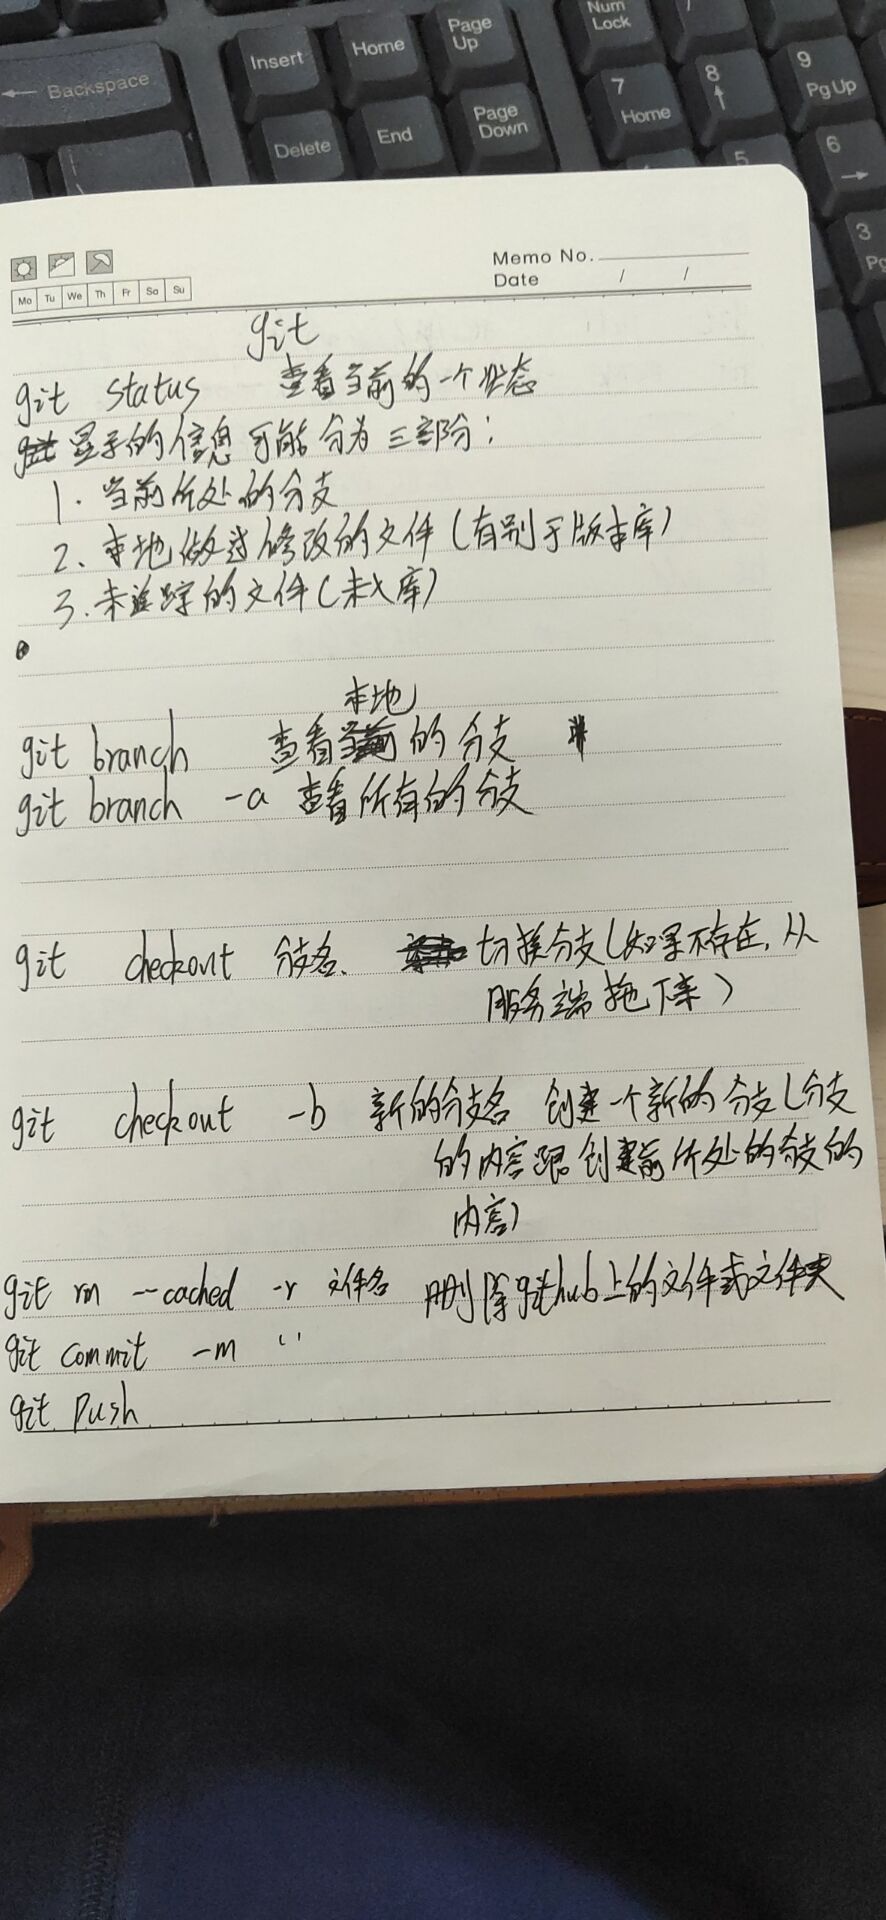 ← Backspace
Insert
Home
Page Up
Num Lock
/
Delete
End
Page Down
7 Home
8 ↑
9 Pg Up
5
6 →
3
Memo No.
Mo Tu We Th Fr Sa Su
Date / /
git
git status 查看当前的一个状态
显示的信息可能分为三部分:
1. 当前所处的分支
2、本地做过修改的文件(有别于版本库)
3.未追踪的文件(未入库)
本地
git branch 查看的分支
git branch -a 查看所有的分支
git checkout 分支名、 切换分支(如果不存在,从
服务端拖下来)
git checkout -b 新的分支名 创建一个新的分支(分支
的内容跟创建前所处的分支的
内容)
git rm --cached -r 文件名 删除github上的文件或文件夹
git commit -m ''
git push